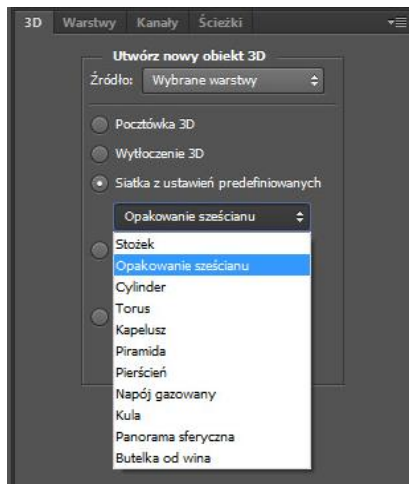 3D Warstwy Kanały Ścieżki
Utwórz nowy obiekt 3D
Źródło: Wybrane warstwy
Pocztówka 3D
Wytłoczenie 3D
Siatka z ustawień predefiniowanych
Opakowanie sześcianu
Stożek
Opakowanie sześcianu
Cylinder
Torus
Kapelusz
Piramida
Pierścień
Napój gazowany
Kula
Panorama sferyczna
Butelka od wina